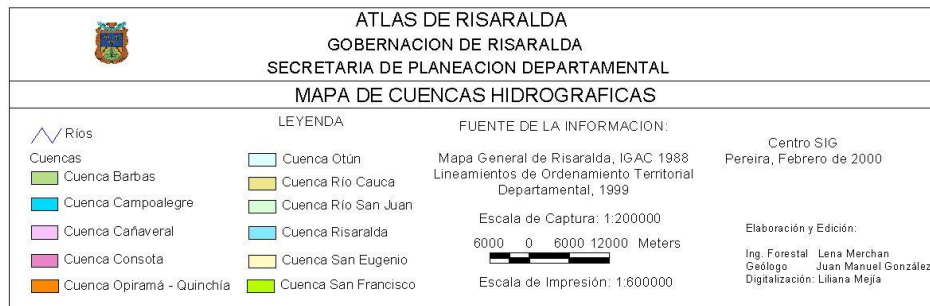 ATLAS DE RISARALDA
GOBERNACION DE RISARALDA
SECRETARIA DE PLANEACION DEPARTAMENTAL
MAPA DE CUENCAS HIDROGRAFICAS
LEYENDA
Ríos
Cuencas
Cuenca Barbas
Cuenca Campoalegre
Cuenca Cañaveral
Cuenca Consota
Cuenca Opiramá - Quinchía
Cuenca Otún
Cuenca Río Cauca
Cuenca Río San Juan
Cuenca Risaralda
Cuenca San Eugenio
Cuenca San Francisco
FUENTE DE LA INFORMACION:
Mapa General de Risaralda, IGAC 1988
Lineamientos de Ordenamiento Territorial
Departamental, 1999
Escala de Captura: 1:200000
6000 0 6000 12000 Meters
Escala de Impresión: 1:600000
Centro SIG
Pereira, Febrero de 2000
Elaboración y Edición:
Ing. Forestal Lena Merchan
Geólogo Juan Manuel González
Digitalización: Liliana Mejía